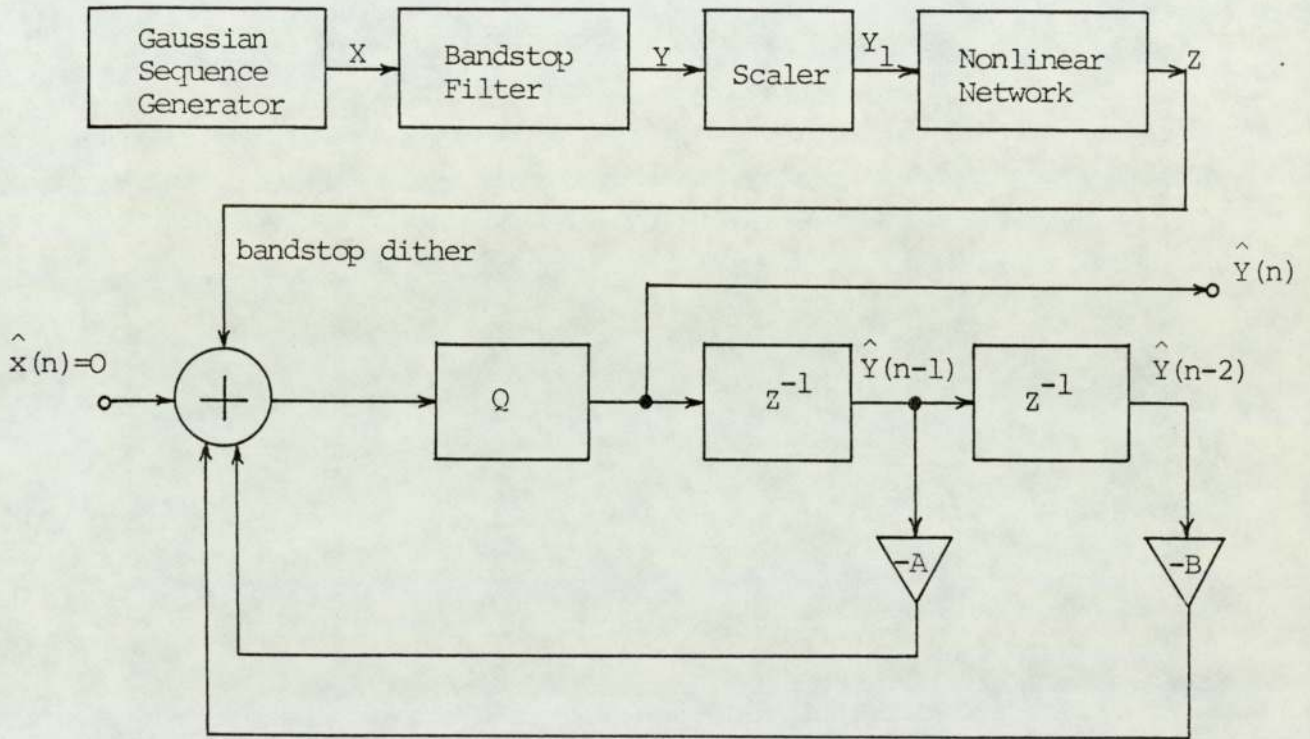 Gaussian
Sequence
Generator
X
Bandstop
Filter
Y
Scaler
Y₁
Nonlinear
Network
Z
bandstop dither
Ŷ(n)
x̂(n)=0
+
Q
Z⁻¹
Ŷ(n-1)
Z⁻¹
Ŷ(n-2)
-A
-B